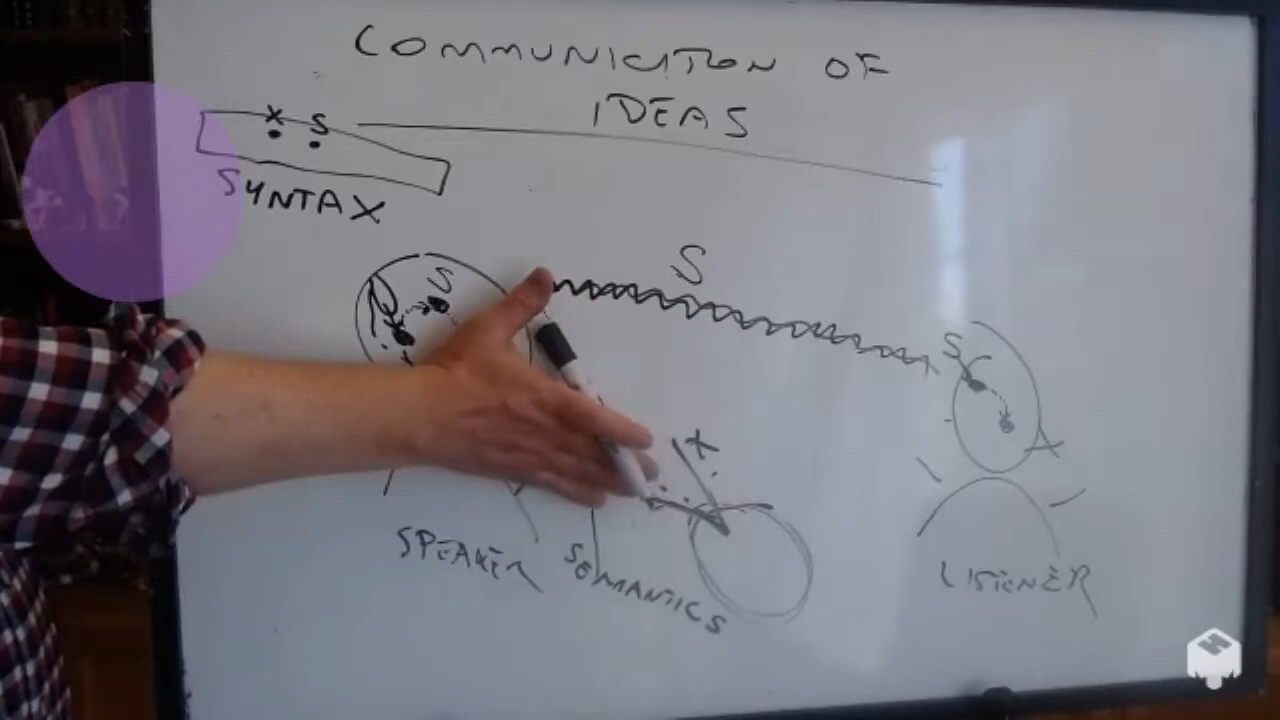 COMMUNICATION OF
IDEAS
X S
SYNTAX
S
S
S
X
X
SPEAKER
SEMANTICS
LISTENER